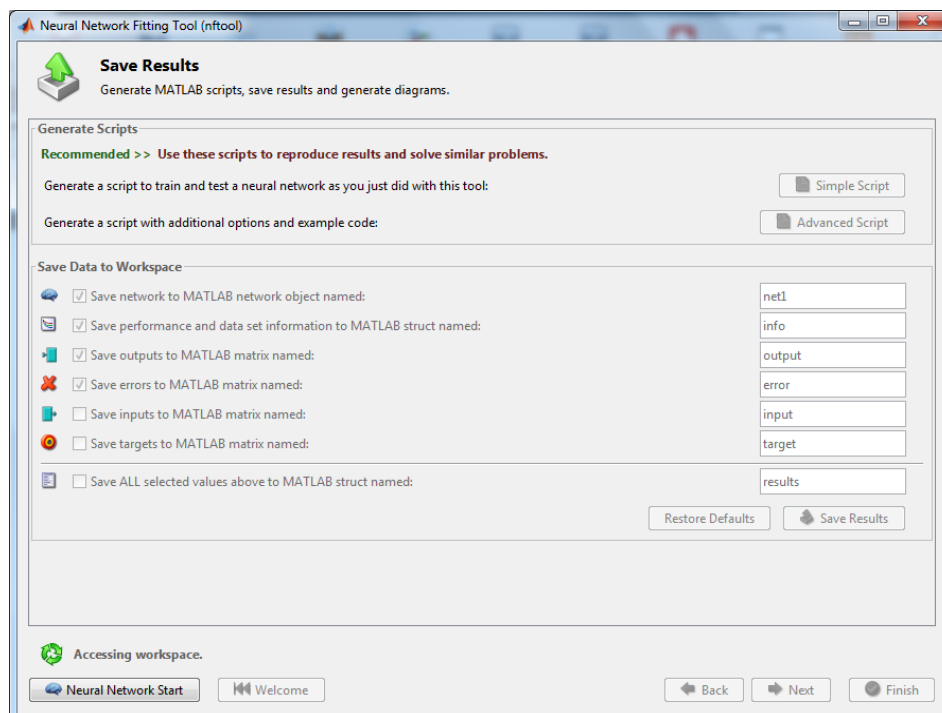 Neural Network Fitting Tool (nftool)
Save Results
Generate MATLAB scripts, save results and generate diagrams.
Generate Scripts
Recommended >> Use these scripts to reproduce results and solve similar problems.
Generate a script to train and test a neural network as you just did with this tool: Simple Script
Generate a script with additional options and example code: Advanced Script
Save Data to Workspace
Save network to MATLAB network object named: net1
Save performance and data set information to MATLAB struct named: info
Save outputs to MATLAB matrix named: output
Save errors to MATLAB matrix named: error
Save inputs to MATLAB matrix named: input
Save targets to MATLAB matrix named: target
Save ALL selected values above to MATLAB struct named: results
Restore Defaults Save Results
Accessing workspace.
Neural Network Start Welcome Back Next Finish